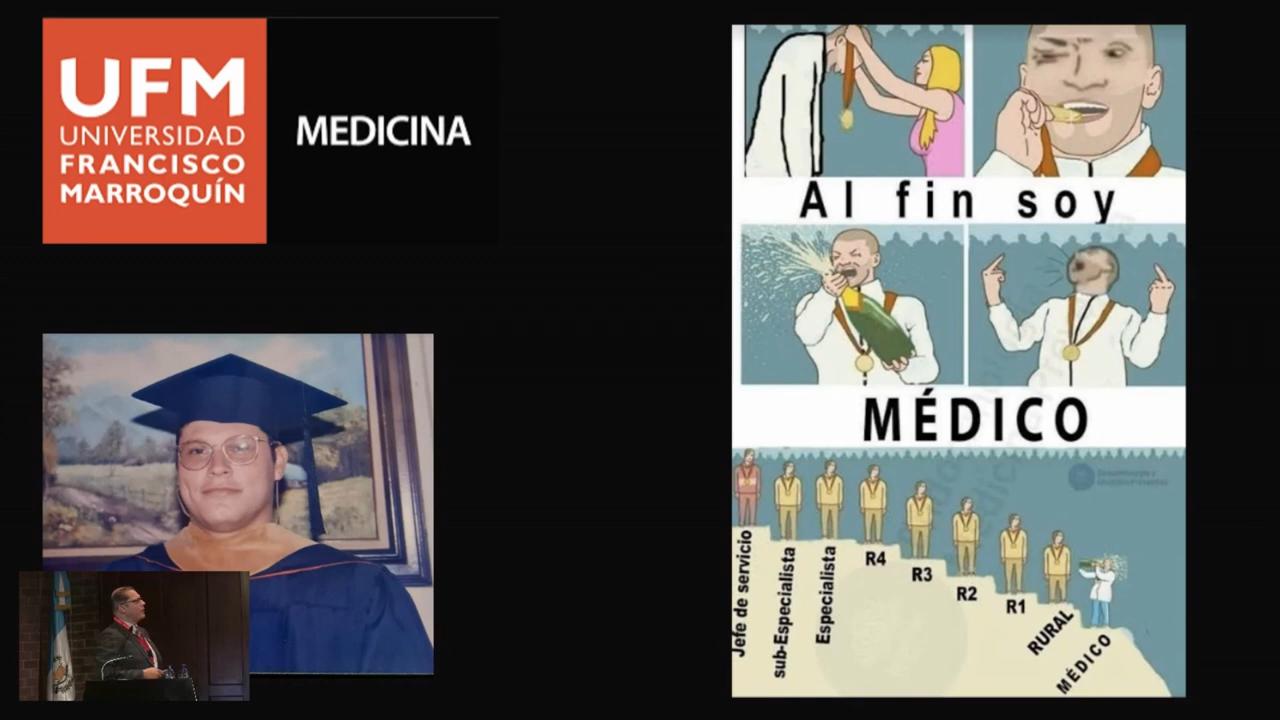 UFM
UNIVERSIDAD
FRANCISCO
MARROQUÍN
MEDICINA
Al fin soy
MÉDICO
Jefe de servicio
sub-Especialista
Especialista
R4
R3
R2
R1
RURAL
MÉDICO